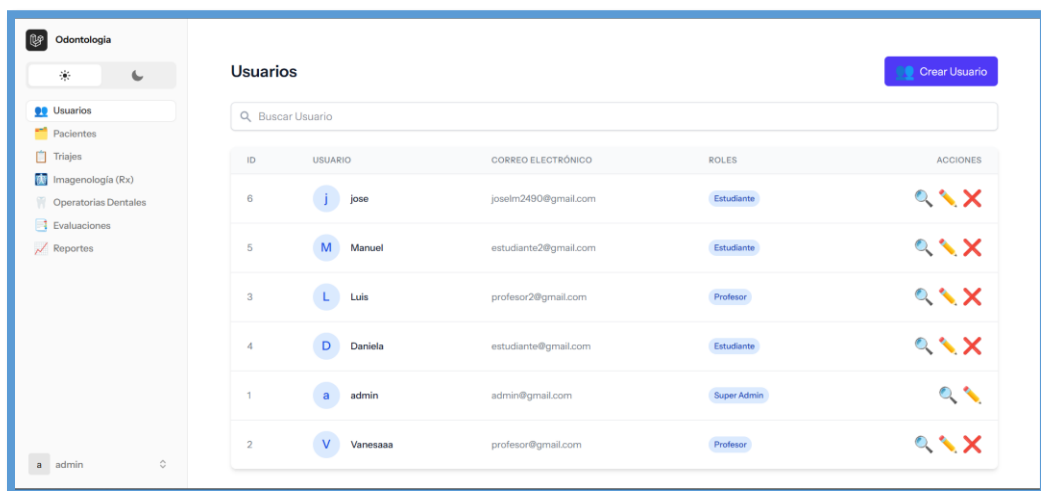 Odontologia
Usuarios
Pacientes
Triajes
Imagenología (Rx)
Operatorias Dentales
Evaluaciones
Reportes
a admin
Usuarios
Crear Usuario
Buscar Usuario
ID USUARIO CORREO ELECTRÓNICO ROLES ACCIONES
6 j jose joselm2490@gmail.com Estudiante
5 M Manuel estudiante2@gmail.com Estudiante
3 L Luis profesor2@gmail.com Profesor
4 D Daniela estudiante@gmail.com Estudiante
1 a admin admin@gmail.com Super Admin
2 V Vanesaaa profesor@gmail.com Profesor